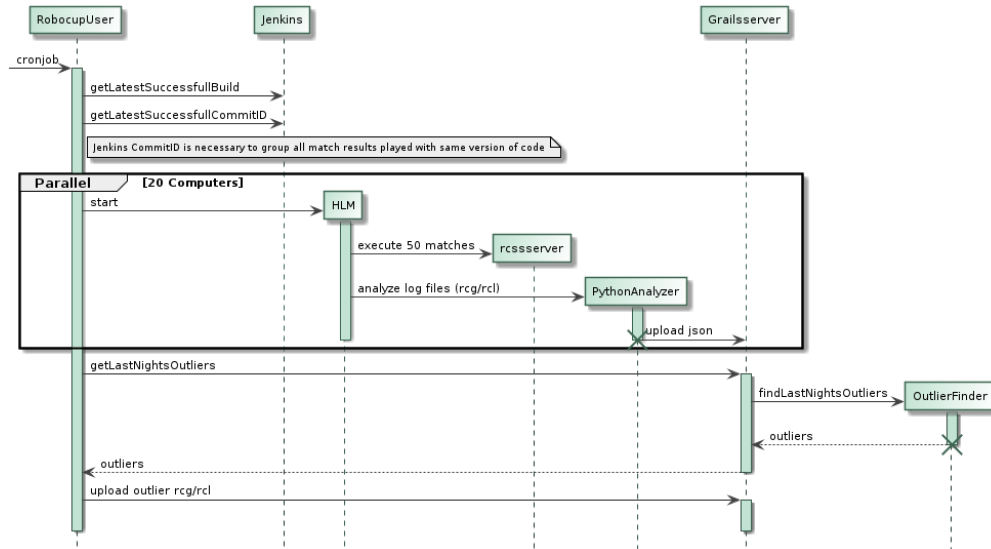 RobocupUser
Jenkins
Grailsserver
cronjob
getLatestSuccessfullBuild
getLatestSuccessfullCommitID
Jenkins CommitID is necessary to group all match results played with same version of code
Parallel [20 Computers]
start
HLM
execute 50 matches
rcssserver
analyze log files (rcg/rcl)
PythonAnalyzer
upload json
getLastNightsOutliers
findLastNightsOutliers
OutlierFinder
outliers
outliers
upload outlier rcg/rcl